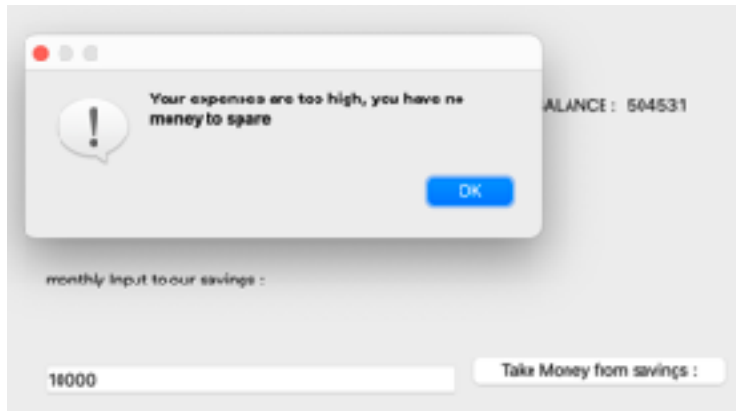 Your expenses are too high, you have no
money to spare
ALANCE : 504531
OK
monthly Input to our savings :
10000
Take Money from savings :